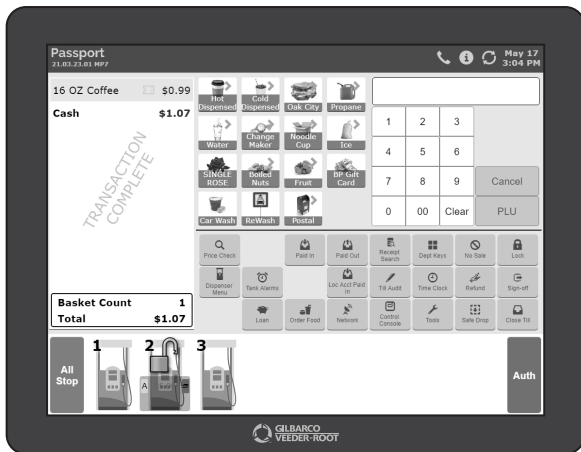 Passport
21.03.23.01 MP7
May 17
3:04 PM
16 OZ Coffee $0.99
Cash $1.07
TRANSACTION
COMPLETE
Basket Count 1
Total $1.07
Hot
Dispensed
Cold
Dispensed
Oak City
Propane
Water
Change
Maker
Noodle
Cup
Ice
SINGLE
ROSE
Boiled
Nuts
Fruit
BP Gift
Card
Car Wash
ReWash
Postal
1 2 3
4 5 6
7 8 9 Cancel
0 00 Clear PLU
Price Check
Paid In
Paid Out
Receipt
Search
Dept Keys
No Sale
Lock
Dispenser
Menu
Tank Alarms
Loc Acct Paid
In
Till Audit
Time Clock
Refund
Sign-off
Loan
Order Food
Network
Control
Console
Tools
Safe Drop
Close Till
All
Stop
1 2 3
A
Auth
GILBARCO
VEEDER-ROOT